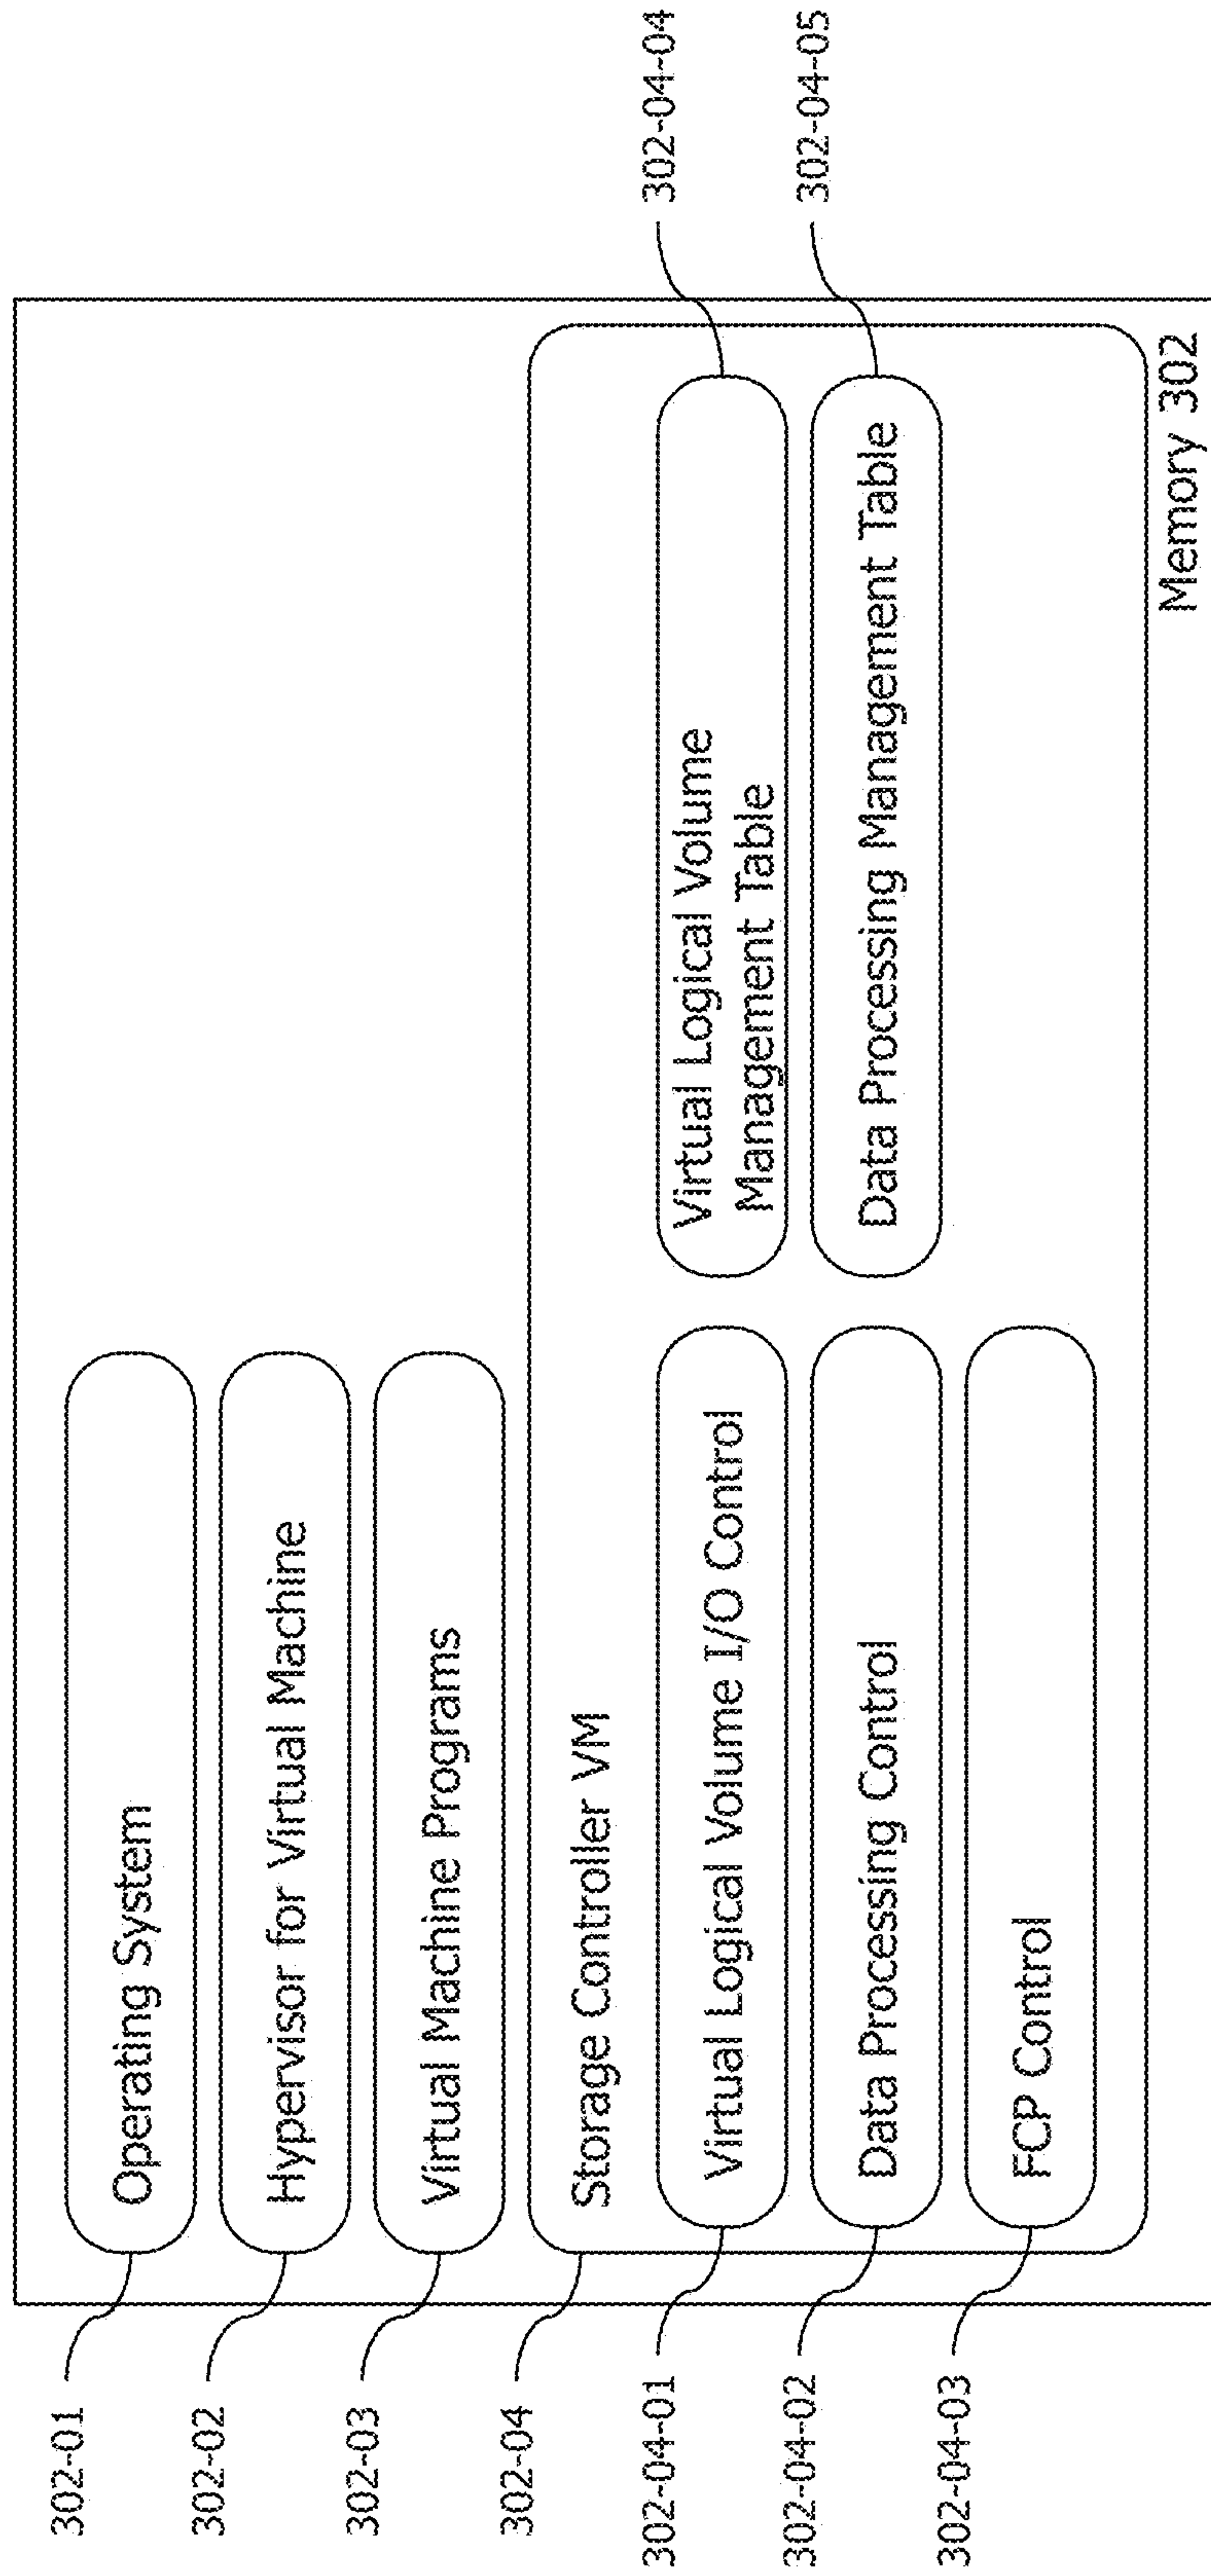 302-01
Operating System
302-02
Hypervisor for Virtual Machine
302-03
Virtual Machine Programs
302-04
Storage Controller VM
302-04-01
Virtual Logical Volume I/O Control
Virtual Logical Volume
Management Table
302-04-04
302-04-02
Data Processing Control
Data Processing Management Table
302-04-05
302-04-03
FCP Control
Memory 302